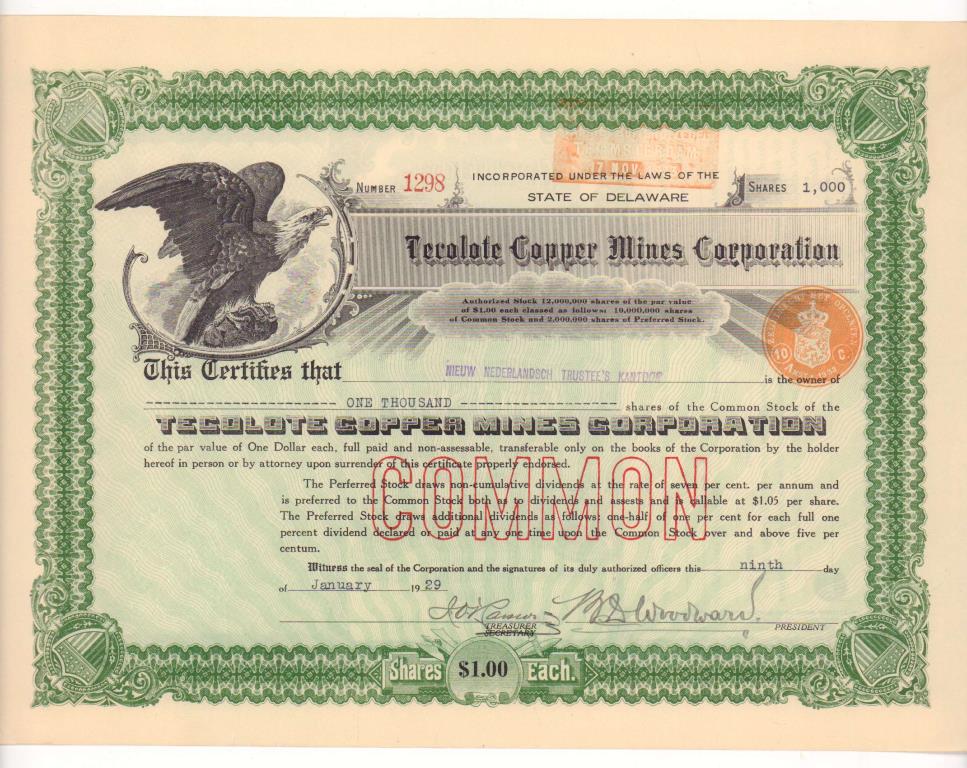 TE AMSTERDAM
7 NOV
NUMBER 1298
INCORPORATED UNDER THE LAWS OF THE
STATE OF DELAWARE
SHARES 1,000
Tecolote Copper Mines Corporation
Authorized Stock 12,000,000 shares of the par value
of $1.00 each classed as follows: 10,000,000 shares
of Common Stock and 2,000,000 shares of Preferred Stock.
10 C.
This Certifies that NIEUW NEDERLANDSCH TRUSTEE'S KANTOOR is the owner of
ONE THOUSAND shares of the Common Stock of the
TECOLOTE COPPER MINES CORPORATION
of the par value of One Dollar each, full paid and non-assessable, transferable only on the books of the Corporation by the holder
hereof in person or by attorney upon surrender of this certificate properly endorsed.
COMMON
The Perferred Stock draws non-cumulative dividends at the rate of seven per cent. per annum and
is preferred to the Common Stock both as to dividends and assests and is callable at $1.05 per share.
The Preferred Stock draws additional dividends as follows: one-half of one per cent for each full one
percent dividend declared or paid at any one time upon the Common Stock over and above five per
centum.
Witness the seal of the Corporation and the signatures of its duly authorized officers this ninth day
of January 1929
Woodward
TREASURER
SECRETARY
PRESIDENT
Shares $1.00 Each.